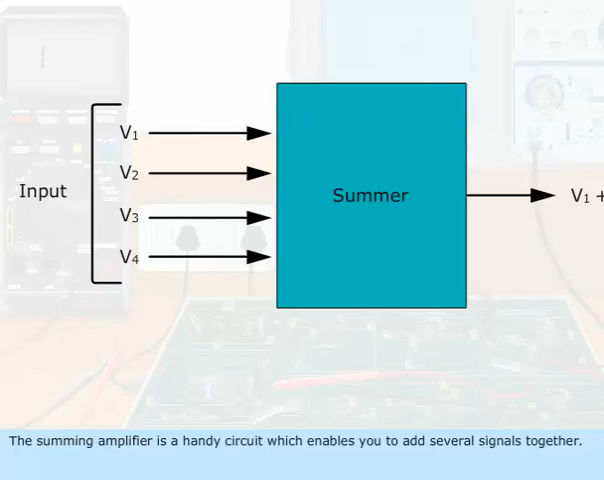 V1
V2
Input
Summer
V1 +
V3
V4
The summing amplifier is a handy circuit which enables you to add several signals together.